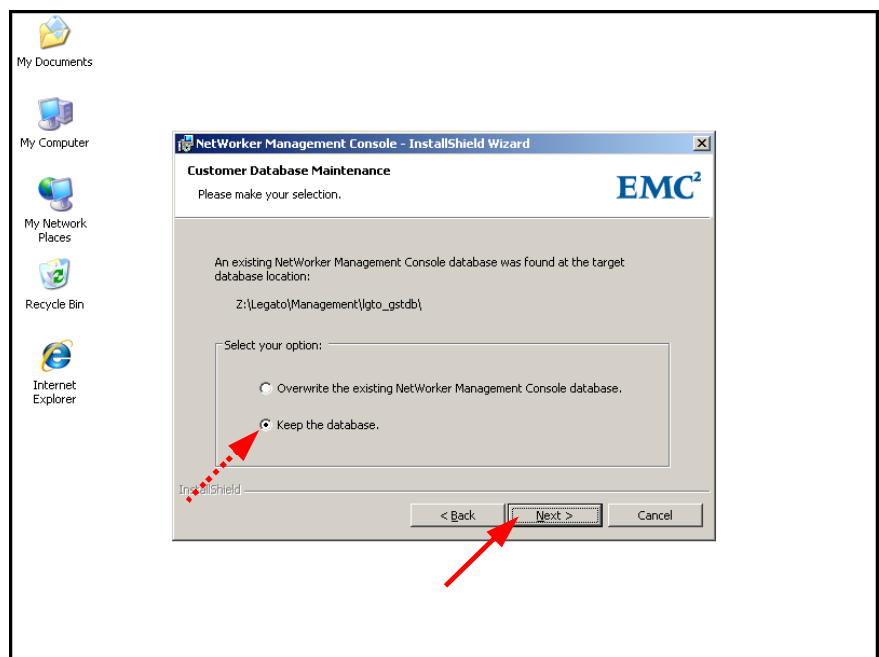 My Documents
My Computer
My Network
Places
Recycle Bin
Internet
Explorer
NetWorker Management Console - InstallShield Wizard
Customer Database Maintenance
Please make your selection.
EMC²
An existing NetWorker Management Console database was found at the target
database location:
Z:\Legato\Management\lgto_gstdb\
Select your option:
Overwrite the existing NetWorker Management Console database.
Keep the database.
InstallShield
< Back
Next >
Cancel